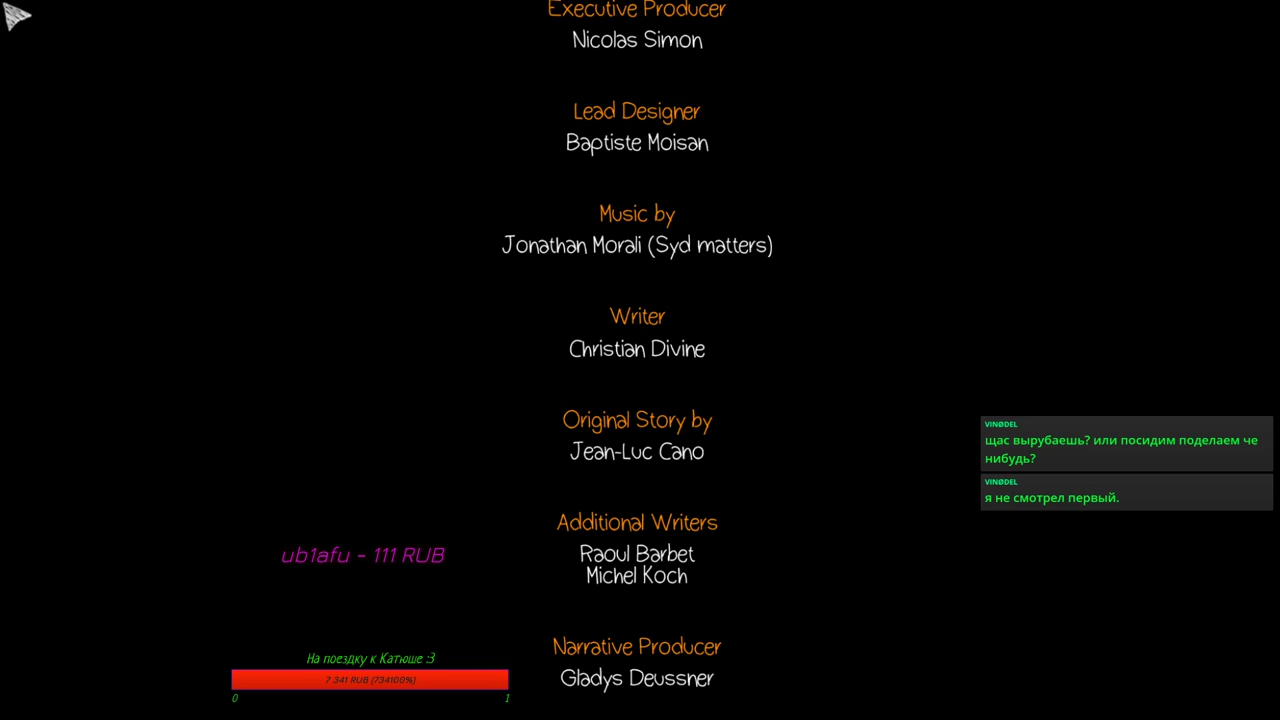 Executive Producer
Nicolas Simon
Lead Designer
Baptiste Moisan
Music by
Jonathan Morali (Syd matters)
Writer
Christian Divine
Original Story by
Jean-Luc Cano
Additional Writers
Raoul Barbet
Michel Koch
Narrative Producer
Gladys Deussner
VINØDEL
щас вырубаешь? или посидим поделаем че
нибудь?
VINØDEL
я не смотрел первый.
ub1afu - 111 RUB
На поездку к Катюше :3
7 341 RUB (734100%)
0 1